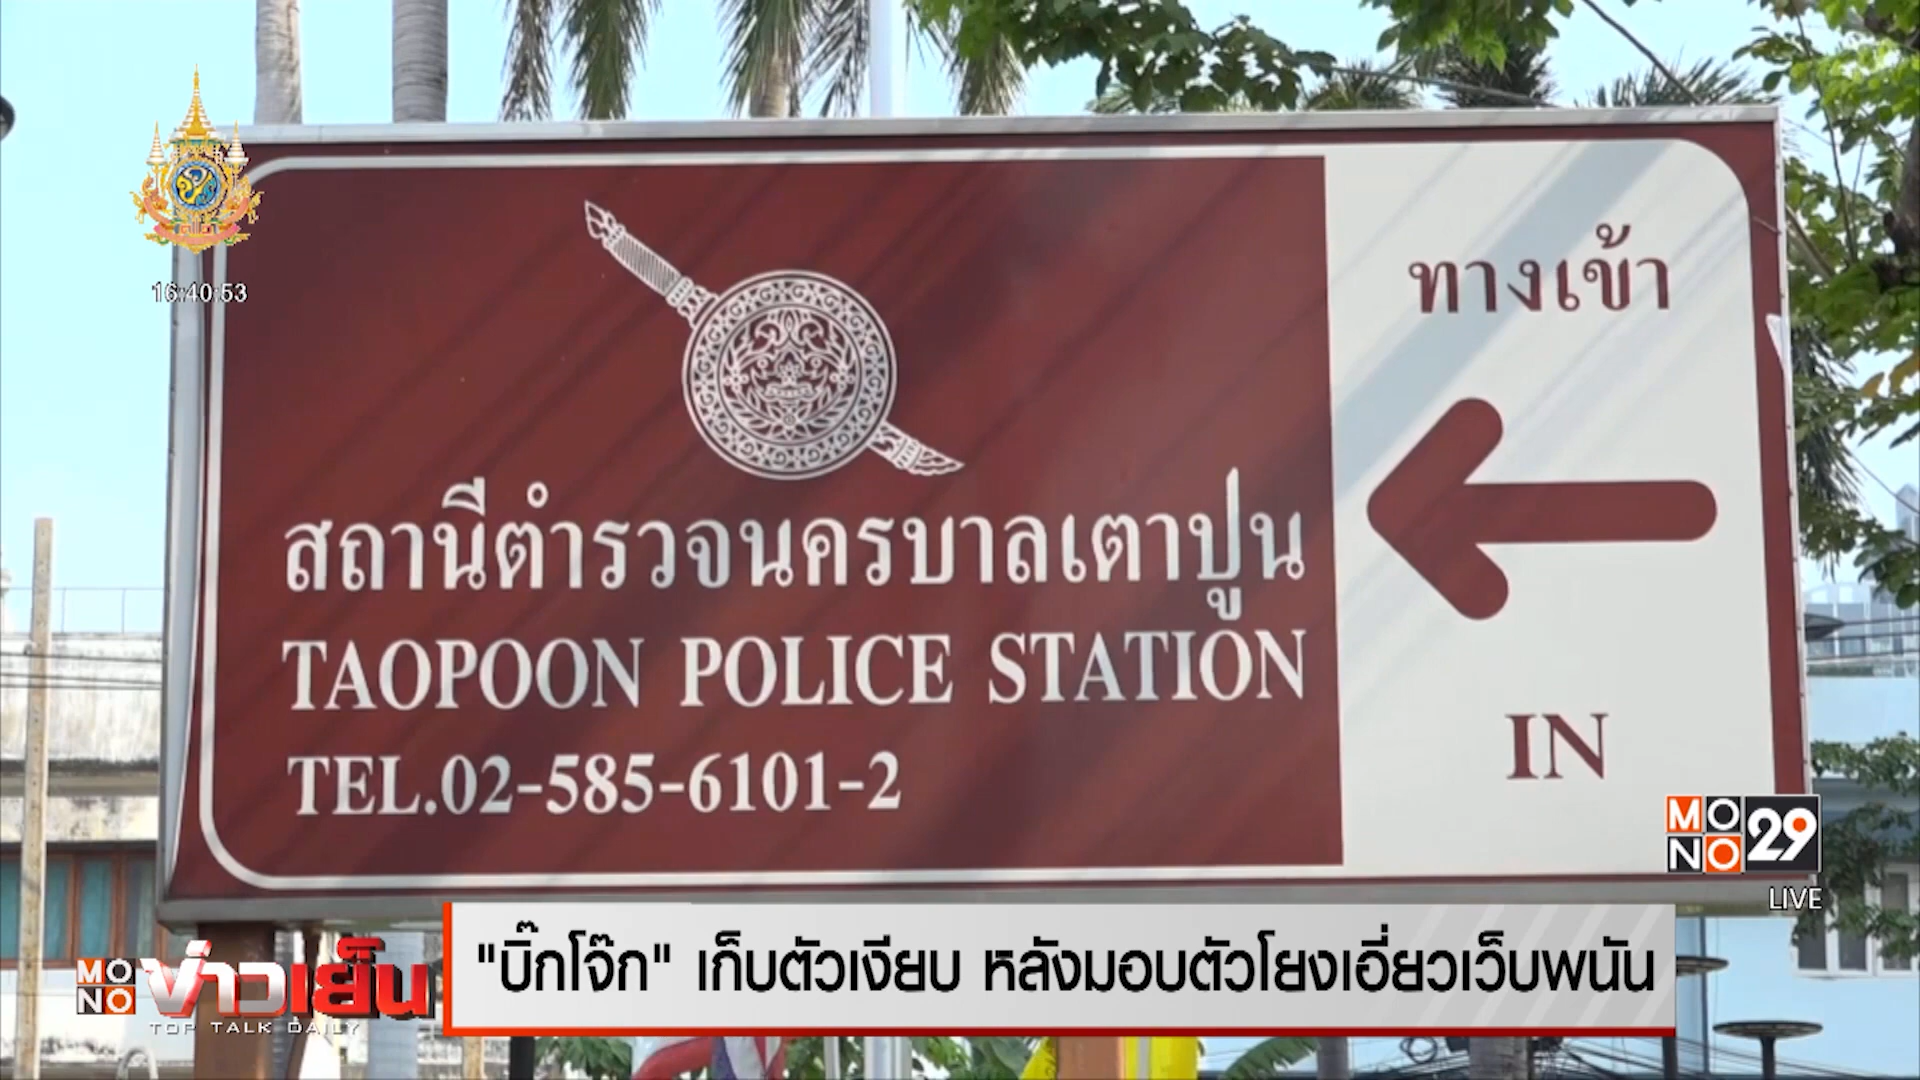 16:40:53
ทางเข้า
สถานีตำรวจนครบาลเตาปูน
TAOPOON POLICE STATION
TEL.02-585-6101-2
IN
MONO 29
LIVE
"บิ๊กโจ๊ก" เก็บตัวเงียบ หลังมอบตัวโยงเอี่ยวเว็บพนัน
MONO ข่าวเย็น
TOP TALK DAILY